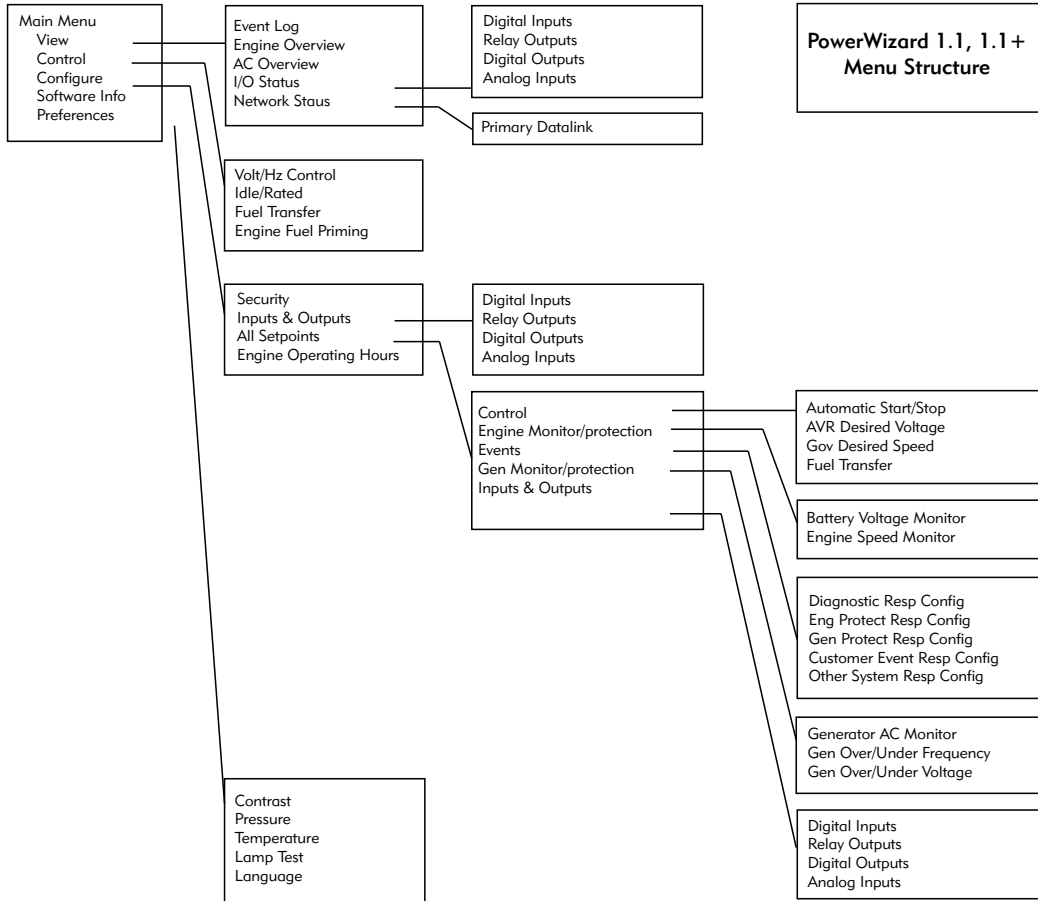 Main Menu
View
Control
Configure
Software Info
Preferences
Event Log
Engine Overview
AC Overview
I/O Status
Network Staus
Digital Inputs
Relay Outputs
Digital Outputs
Analog Inputs
Primary Datalink
PowerWizard 1.1, 1.1+
Menu Structure
Volt/Hz Control
Idle/Rated
Fuel Transfer
Engine Fuel Priming
Security
Inputs & Outputs
All Setpoints
Engine Operating Hours
Digital Inputs
Relay Outputs
Digital Outputs
Analog Inputs
Control
Engine Monitor/protection
Events
Gen Monitor/protection
Inputs & Outputs
Automatic Start/Stop
AVR Desired Voltage
Gov Desired Speed
Fuel Transfer
Battery Voltage Monitor
Engine Speed Monitor
Diagnostic Resp Config
Eng Protect Resp Config
Gen Protect Resp Config
Customer Event Resp Config
Other System Resp Config
Generator AC Monitor
Gen Over/Under Frequency
Gen Over/Under Voltage
Digital Inputs
Relay Outputs
Digital Outputs
Analog Inputs
Contrast
Pressure
Temperature
Lamp Test
Language